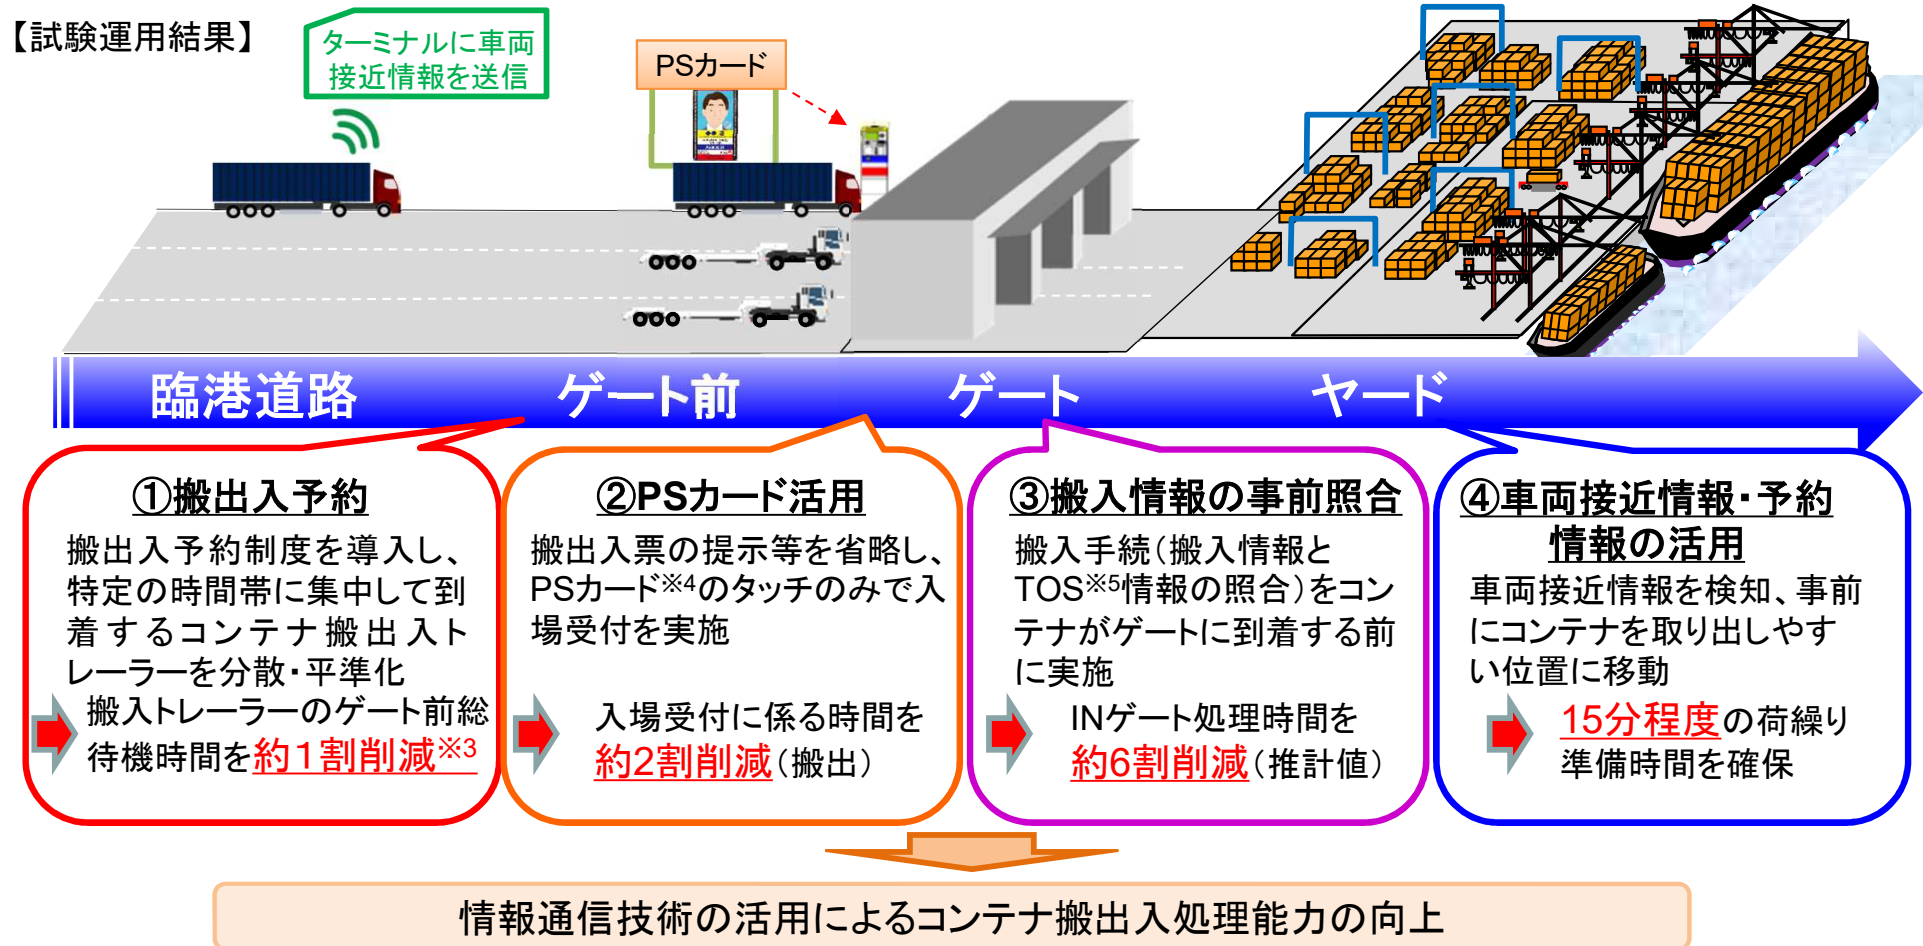 【試験運用結果】
ターミナルに車両
接近情報を送信
PSカード
臨港道路
ゲート前
ゲート
ヤード
①搬出入予約
搬出入予約制度を導入し、
特定の時間帯に集中して到
着するコンテナ搬出入ト
レーラーを分散・平準化
搬入トレーラーのゲート前総
待機時間を約１割削減※3
②PSカード活用
搬出入票の提示等を省略し、
PSカード※4のタッチのみで入
場受付を実施
入場受付に係る時間を
約2割削減（搬出）
③搬入情報の事前照合
搬入手続（搬入情報と
TOS※5情報の照合）をコン
テナがゲートに到着する前
に実施
INゲート処理時間を
約6割削減（推計値）
④車両接近情報・予約
情報の活用
車両接近情報を検知、事前
にコンテナを取り出しやす
い位置に移動
15分程度の荷繰り
準備時間を確保
情報通信技術の活用によるコンテナ搬出入処理能力の向上